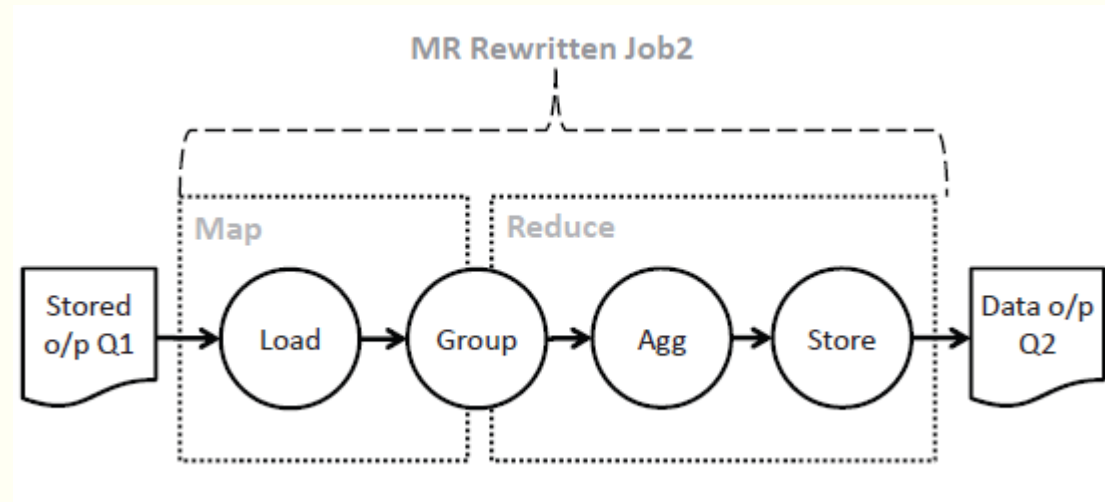 MR Rewritten Job2
Map
Reduce
Stored
o/p Q1
Load
Group
Agg
Store
Data o/p
Q2